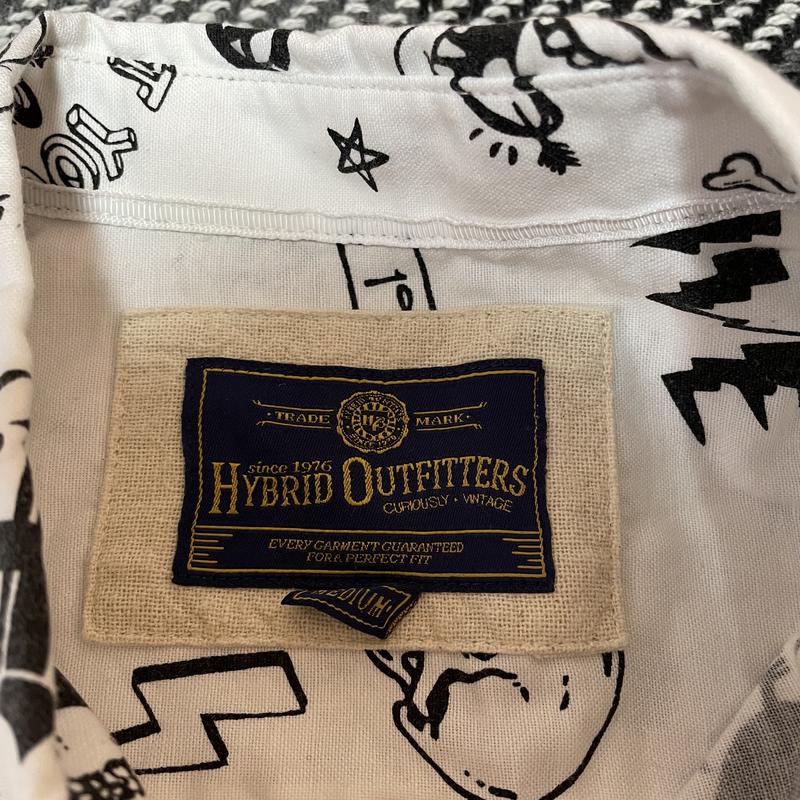 TRADE MARK
since 1976
HYBRID OUTFITTERS
CURIOUSLY · VINTAGE
EVERY GARMENT GUARANTEED
FOR A PERFECT FIT
MEDIUM